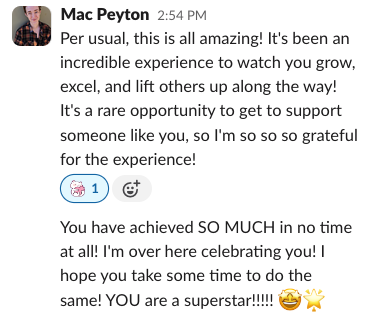 Mac Peyton 2:54 PM
Per usual, this is all amazing! It's been an
incredible experience to watch you grow,
excel, and lift others up along the way!
It's a rare opportunity to get to support
someone like you, so I'm so so so grateful
for the experience!
1
You have achieved SO MUCH in no time
at all! I'm over here celebrating you! I
hope you take some time to do the
same! YOU are a superstar!!!!! 🤩🌟